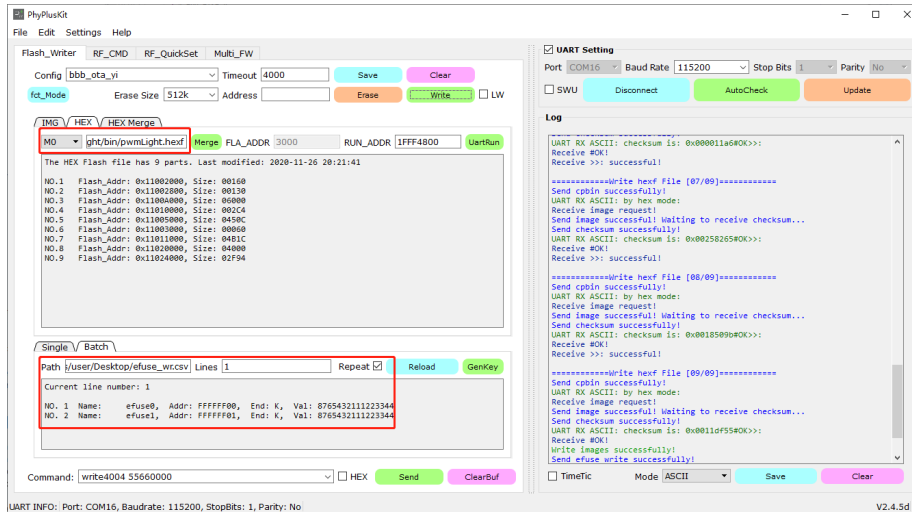 PhyPlusKit
File Edit Settings Help
Flash_Writer RF_CMD RF_QuickSet Multi_FW
Config bbb_ota_yi Timeout 4000 Save Clear
fct_Mode Erase Size 512k Address Erase Write LW
IMG HEX HEX Merge
M0 ght/bin/pwmLight.hexf Merge FLA_ADDR 3000 RUN_ADDR 1FFF4800 UartRun
The HEX Flash file has 9 parts. Last modified: 2020-11-26 20:21:41
NO.1 Flash_Addr: 0x11002000, Size: 00160
NO.2 Flash_Addr: 0x11002800, Size: 00130
NO.3 Flash_Addr: 0x1100A000, Size: 06000
NO.4 Flash_Addr: 0x11010000, Size: 002C4
NO.5 Flash_Addr: 0x11005000, Size: 0450C
NO.6 Flash_Addr: 0x11003000, Size: 00060
NO.7 Flash_Addr: 0x11011000, Size: 04B1C
NO.8 Flash_Addr: 0x11020000, Size: 04000
NO.9 Flash_Addr: 0x11024000, Size: 02F94
Single Batch
Path :/user/Desktop/efuse_wr.csv Lines 1 Repeat Reload GenKey
Current line number: 1
NO. 1 Name: efuse0, Addr: FFFFFF00, End: K, Val: 8765432111223344
NO. 2 Name: efuse1, Addr: FFFFFF01, End: K, Val: 8765432111223344
Command: write4004 55660000 HEX Send ClearBuf
UART Setting
Port COM16 Baud Rate 115200 Stop Bits 1 Parity No
SWU Disconnect AutoCheck Update
Log
UART RX ASCII: checksum is: 0x000011a6#OK>>:
Receive #OK!
Receive >>: successful!
============Write hexf File [07/09]============
Send cpbin successfully!
UART RX ASCII: by hex mode:
Receive image request!
Send image successful! Waiting to receive checksum...
Send checksum successfully!
UART RX ASCII: checksum is: 0x00258265#OK>>:
Receive #OK!
Receive >>: successful!
============Write hexf File [08/09]============
Send cpbin successfully!
UART RX ASCII: by hex mode:
Receive image request!
Send image successful! Waiting to receive checksum...
Send checksum successfully!
UART RX ASCII: checksum is: 0x0018509b#OK>>:
Receive #OK!
Receive >>: successful!
============Write hexf File [09/09]============
Send cpbin successfully!
UART RX ASCII: by hex mode:
Receive image request!
Send image successful! Waiting to receive checksum...
Send checksum successfully!
UART RX ASCII: checksum is: 0x0011df55#OK>>:
Receive #OK!
Write images successfully!
Send efuse write successfully!
TimeTic Mode ASCII Save Clear
UART INFO: Port: COM16, Baudrate: 115200, StopBits: 1, Parity: No V2.4.5d